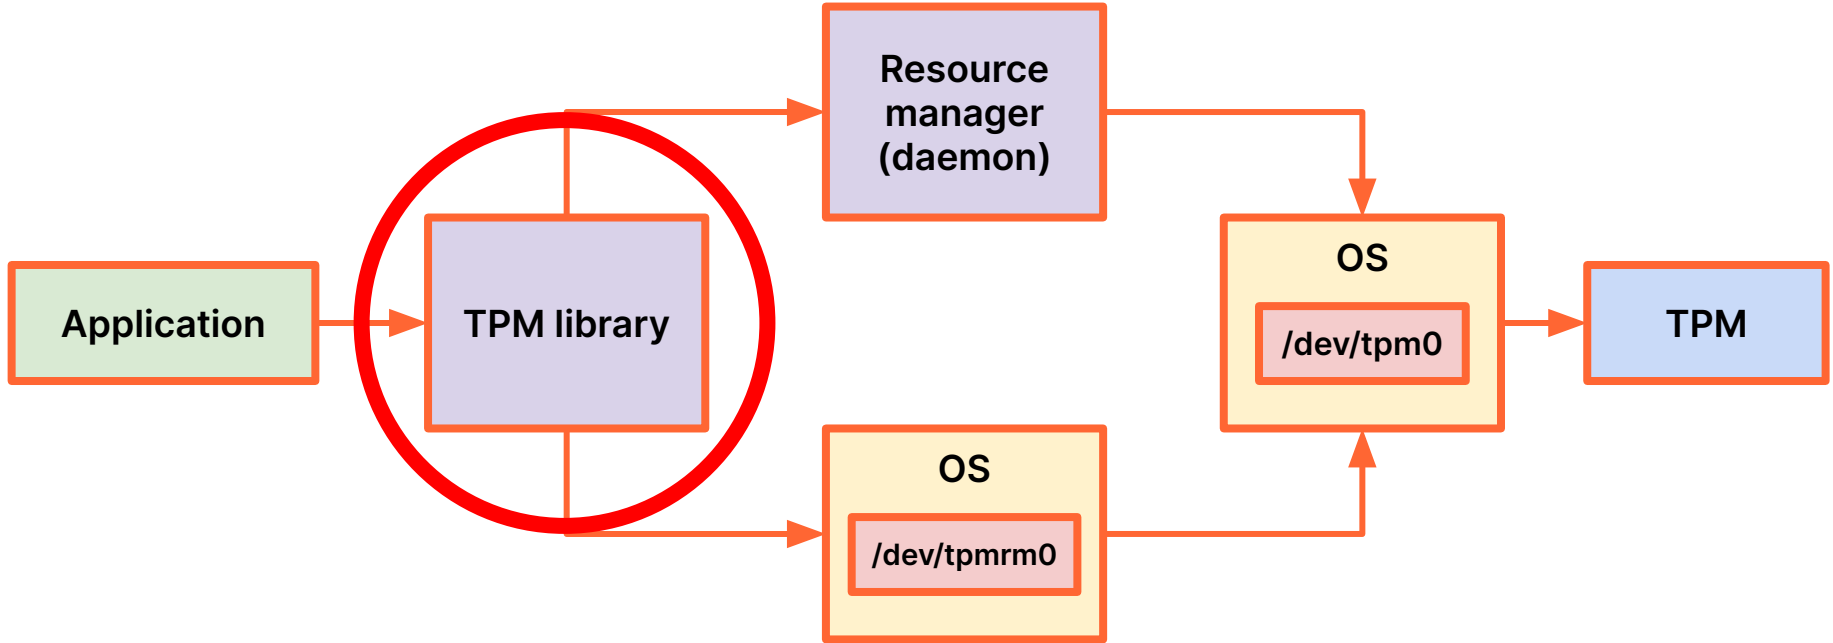 Resource
manager
(daemon)
OS
/dev/tpm0
Application
TPM library
TPM
OS
/dev/tpmrm0